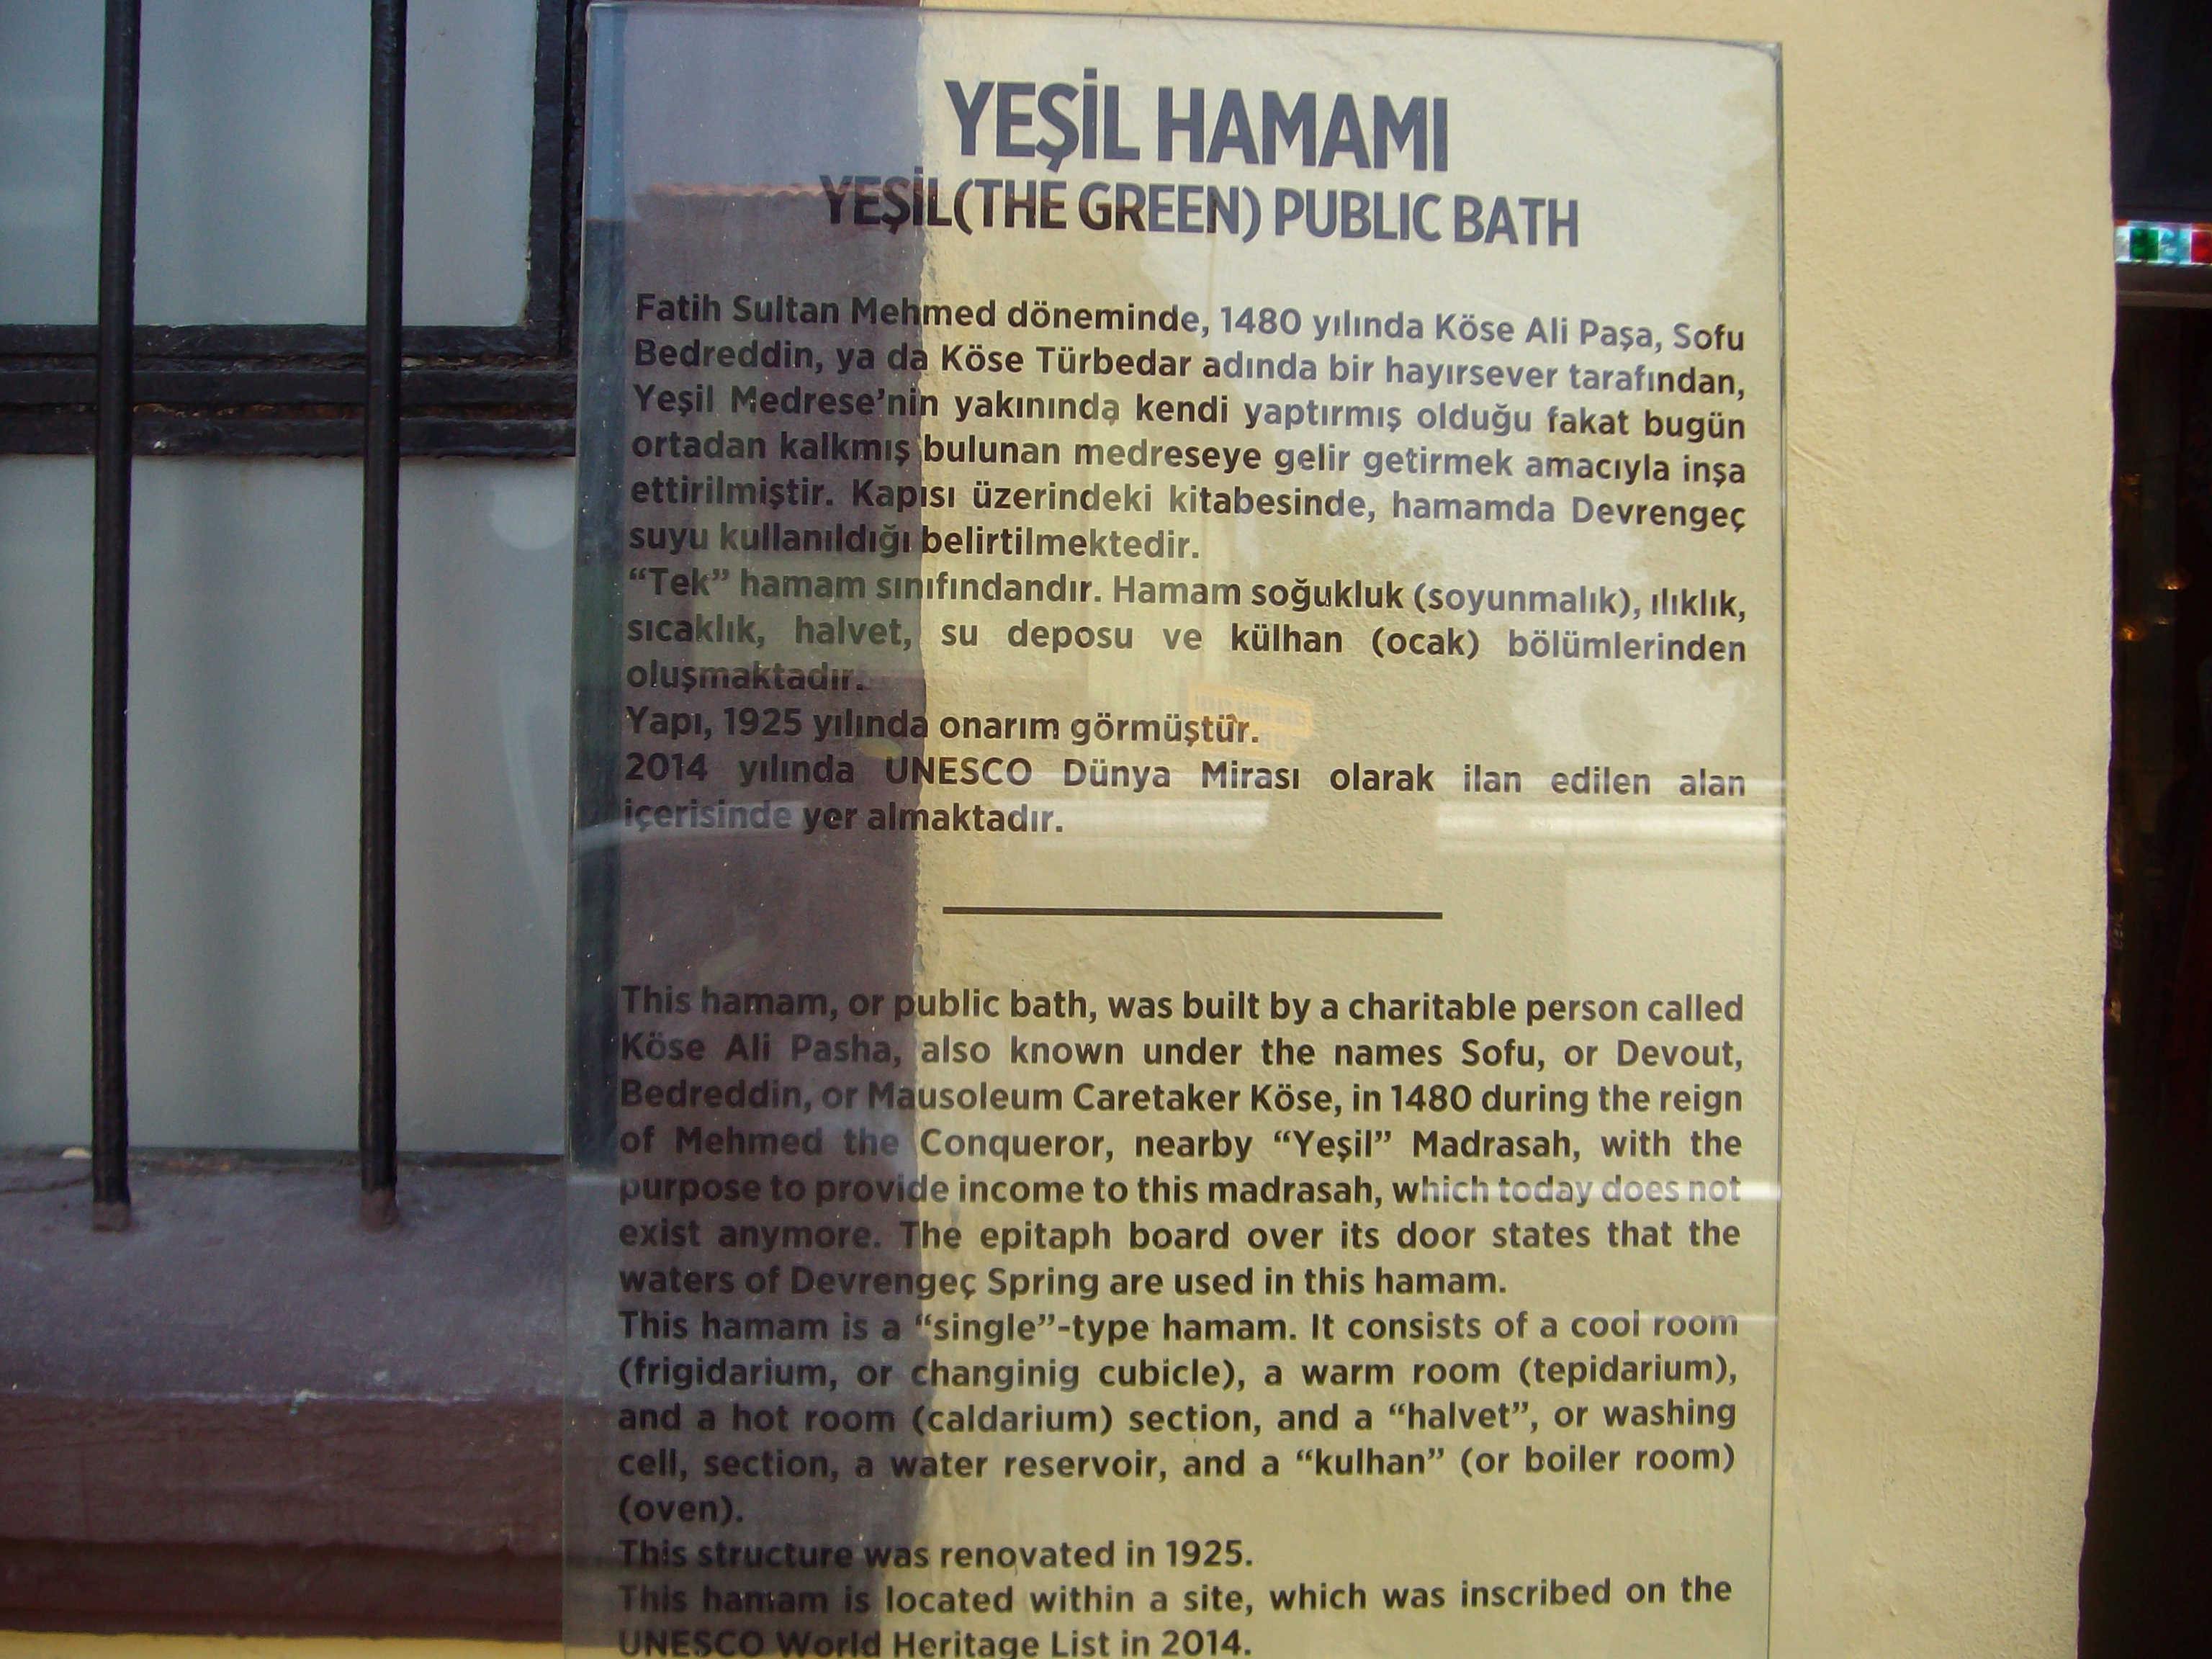 YEŞİL HAMAMI
YEŞİL(THE GREEN) PUBLIC BATH
Fatih Sultan Mehmed döneminde, 1480 yılında Köse Ali Paşa, Sofu
Bedreddin, ya da Köse Türbedar adında bir hayırsever tarafından,
Yeşil Medrese’nin yakınında kendi yaptırmış olduğu fakat bugün
ortadan kalkmış bulunan medreseye gelir getirmek amacıyla inşa
ettirilmiştir. Kapısı üzerindeki kitabesinde, hamamda Devrengeç
suyu kullanıldığı belirtilmektedir.
“Tek” hamam sınıfındandır. Hamam soğukluk (soyunmalık), ılıklık,
sıcaklık, halvet, su deposu ve külhan (ocak) bölümlerinden
oluşmaktadır.
Yapı, 1925 yılında onarım görmüştür.
2014 yılında UNESCO Dünya Mirası olarak ilan edilen alan
içerisinde yer almaktadır.
This hamam, or public bath, was built by a charitable person called
Köse Ali Pasha, also known under the names Sofu, or Devout,
Bedreddin, or Mausoleum Caretaker Köse, in 1480 during the reign
of Mehmed the Conqueror, nearby “Yeşil” Madrasah, with the
purpose to provide income to this madrasah, which today does not
exist anymore. The epitaph board over its door states that the
waters of Devrengeç Spring are used in this hamam.
This hamam is a “single”-type hamam. It consists of a cool room
(frigidarium, or changinig cubicle), a warm room (tepidarium),
and a hot room (caldarium) section, and a “halvet”, or washing
cell, section, a water reservoir, and a “kulhan” (or boiler room)
(oven).
This structure was renovated in 1925.
This hamam is located within a site, which was inscribed on the
UNESCO World Heritage List in 2014.